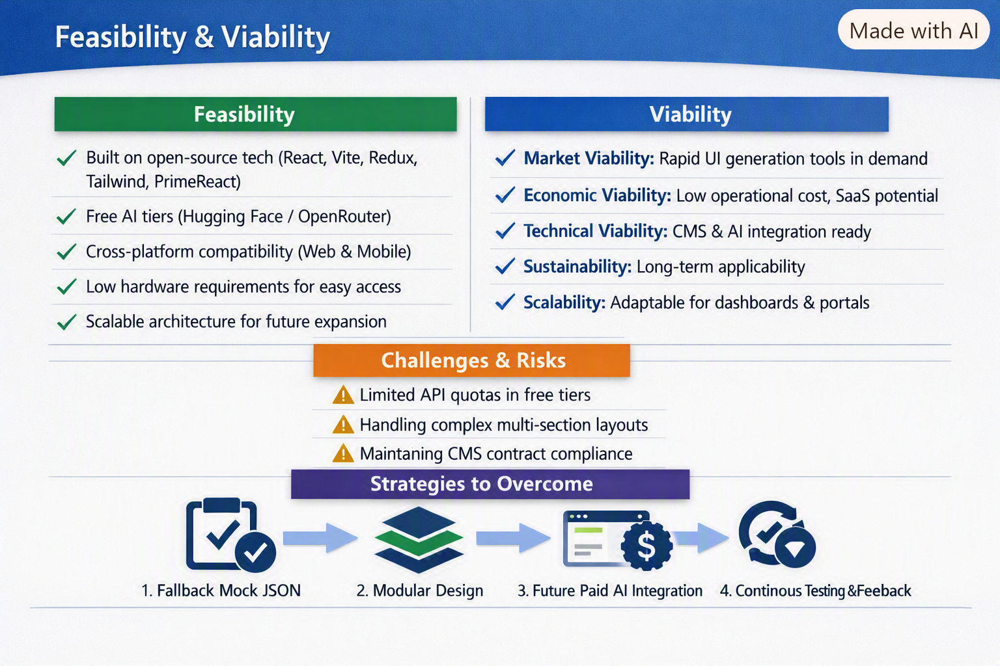 Feasibility & Viability
Made with AI
Feasibility
Built on open-source tech (React, Vite, Redux,
Tailwind, PrimeReact)
Free AI tiers (Hugging Face / OpenRouter)
Cross-platform compatibility (Web & Mobile)
Low hardware requirements for easy access
Scalable architecture for future expansion
Viability
Market Viability: Rapid UI generation tools in demand
Economic Viability: Low operational cost, SaaS potential
Technical Viability: CMS & AI integration ready
Sustainability: Long-term applicability
Scalability: Adaptable for dashboards & portals
Challenges & Risks
Limited API quotas in free tiers
Handling complex multi-section layouts
Maintaning CMS contract compliance
Strategies to Overcome
$
1. Fallback Mock JSON
2. Modular Design
3. Future Paid AI Integration
4. Continous Testing &Feeback